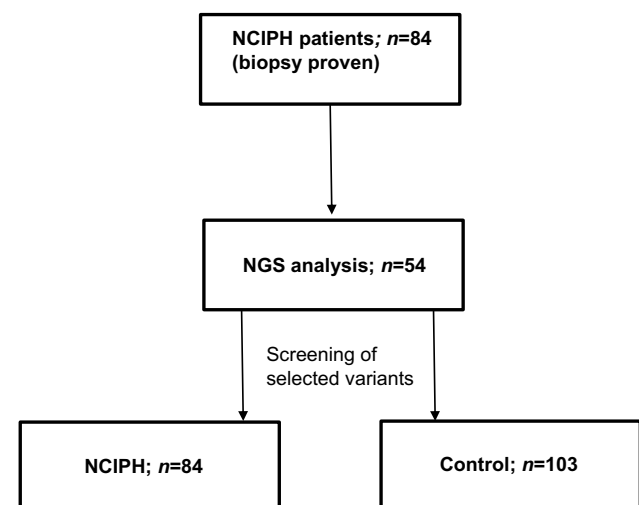 NCIPH patients; n=84
(biopsy proven)
NGS analysis; n=54
Screening of
selected variants
NCIPH; n=84
Control; n=103